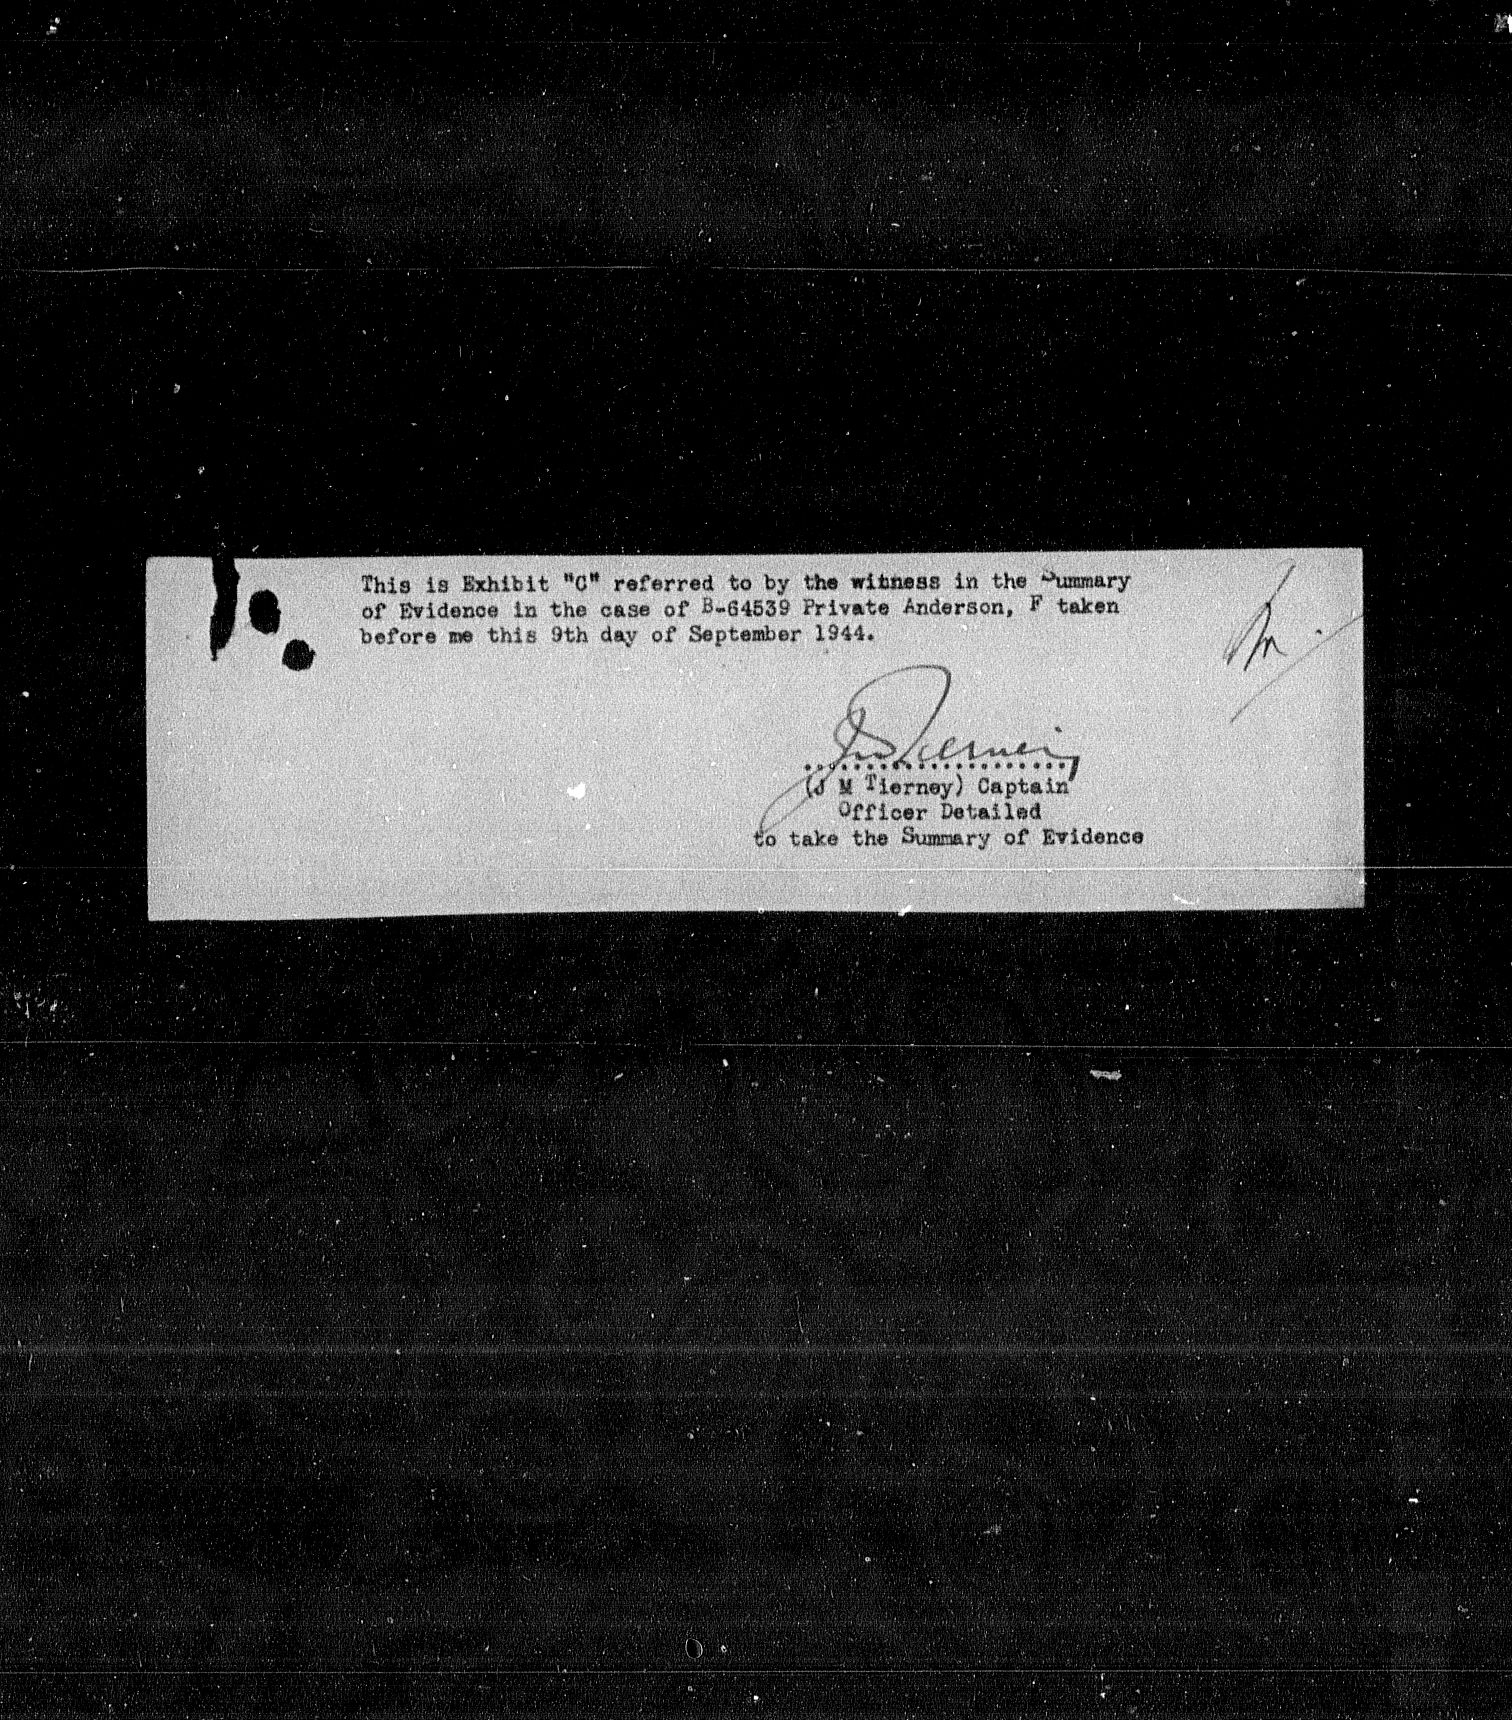 This is Exhibit "C" referred to by the witness in the Summary
of Evidence in the case of B-64539 Private Anderson, F taken
before me this 9th day of September 1944.
JM Tierney
....................
(J M Tierney) Captain
Officer Detailed
to take the Summary of Evidence